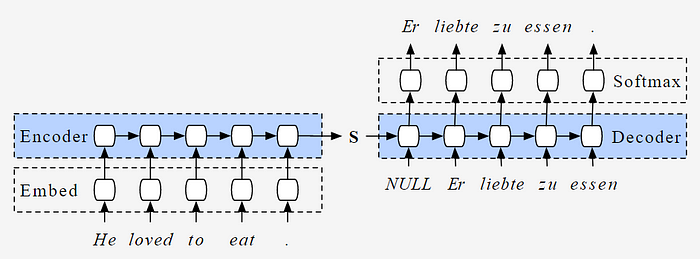 Er liebte zu essen .
Softmax
Encoder
S
Decoder
Embed
NULL Er liebte zu essen
He loved to eat .